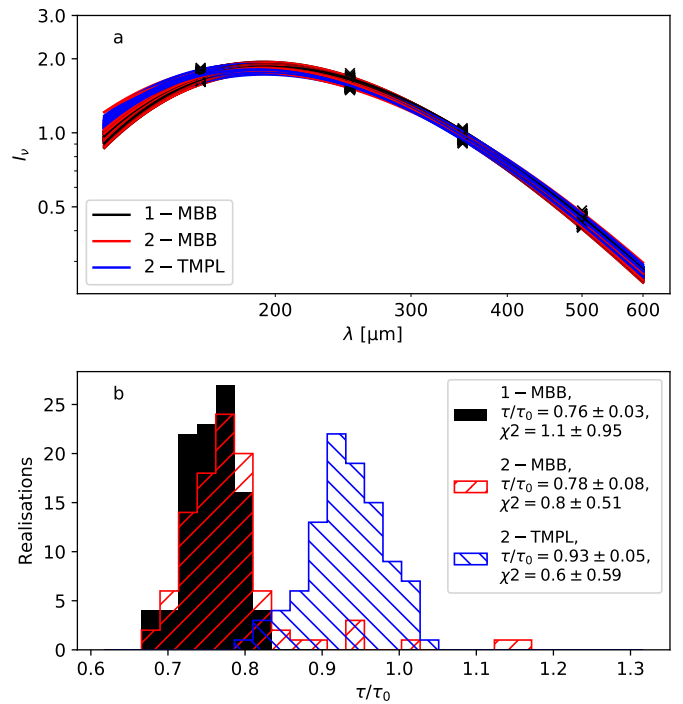 3.0
a
2.0
1.0
0.5
I_ν
1 − MBB
2 − MBB
2 − TMPL
200
300
400
500
600
λ [μm]
b
25
20
15
10
5
0
Realisations
1 − MBB,
τ/τ₀ = 0.76 ± 0.03,
χ2 = 1.1 ± 0.95
2 − MBB,
τ/τ₀ = 0.78 ± 0.08,
χ2 = 0.8 ± 0.51
2 − TMPL,
τ/τ₀ = 0.93 ± 0.05,
χ2 = 0.6 ± 0.59
0.6
0.7
0.8
0.9
1.0
1.1
1.2
1.3
τ/τ₀